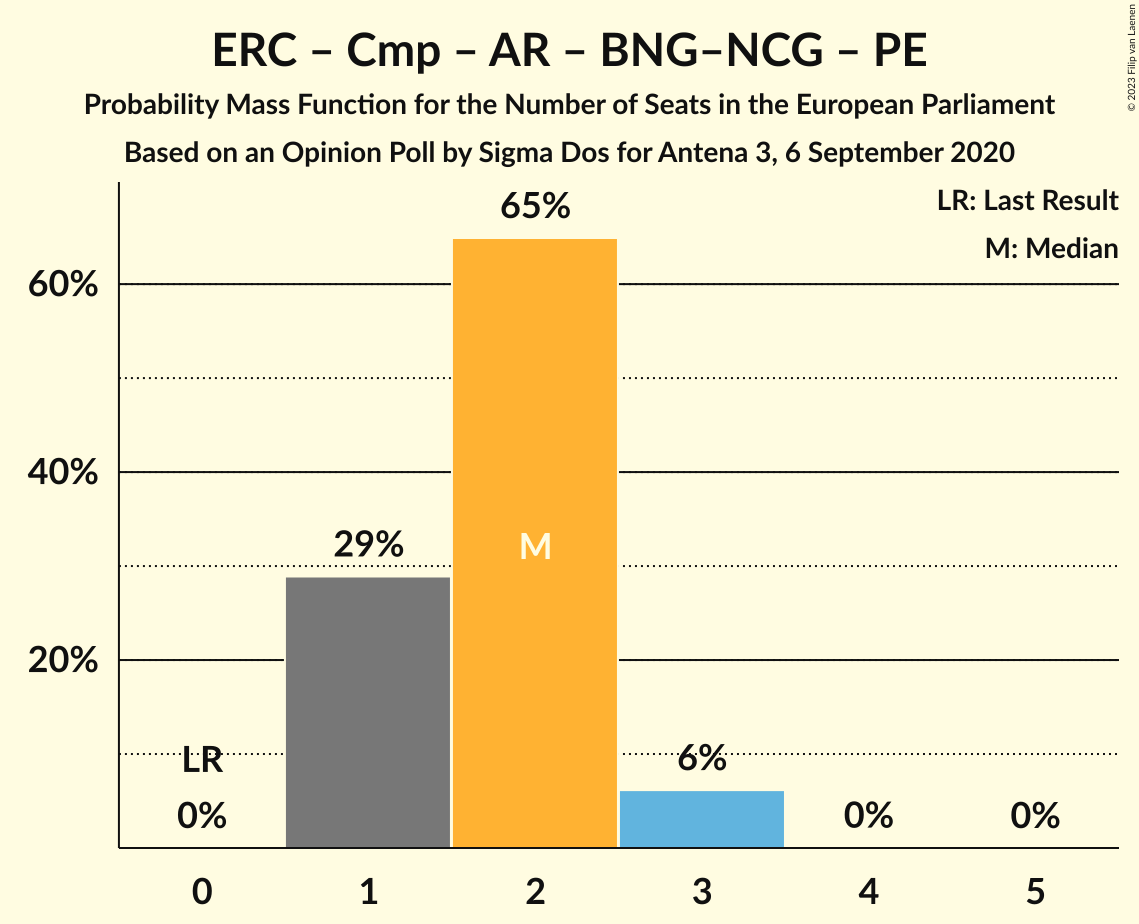 ERC – Cmp – AR – BNG–NCG – PE
Probability Mass Function for the Number of Seats in the European Parliament
Based on an Opinion Poll by Sigma Dos for Antena 3, 6 September 2020
© 2023 Filip van Laenen
LR: Last Result
M: Median
65%
60%
40%
29%
M
20%
LR
6%
0%
0%
0%
0 1 2 3 4 5